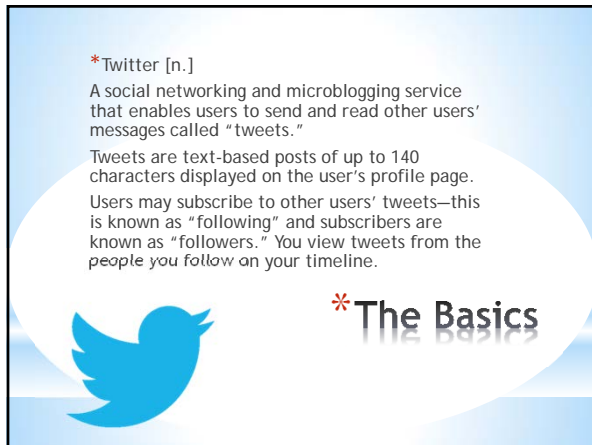 *Twitter [n.]
A social networking and microblogging service
that enables users to send and read other users’
messages called “tweets.”
Tweets are text-based posts of up to 140
characters displayed on the user’s profile page.
Users may subscribe to other users’ tweets—this
is known as “following” and subscribers are
known as “followers.” You view tweets from the
people you follow on your timeline.
*The Basics